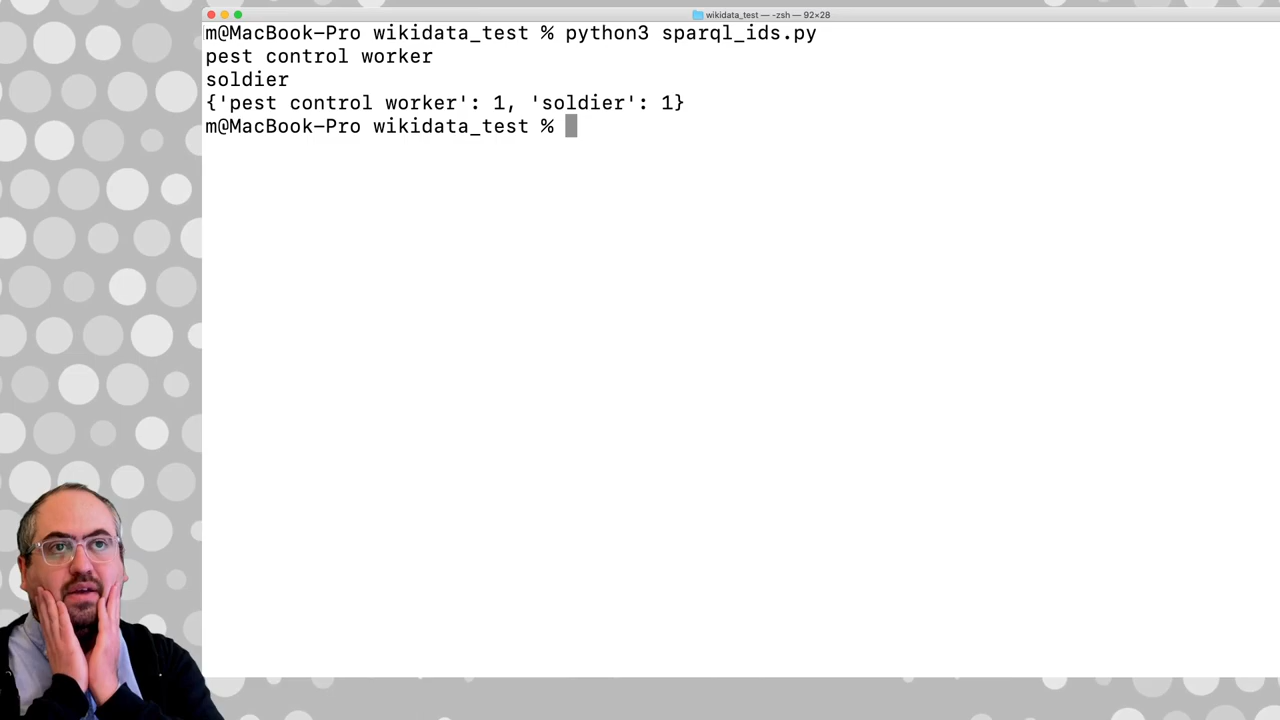 wikidata_test — -zsh — 92×28
m@MacBook-Pro wikidata_test % python3 sparql_ids.py
pest control worker
soldier
{'pest control worker': 1, 'soldier': 1}
m@MacBook-Pro wikidata_test %